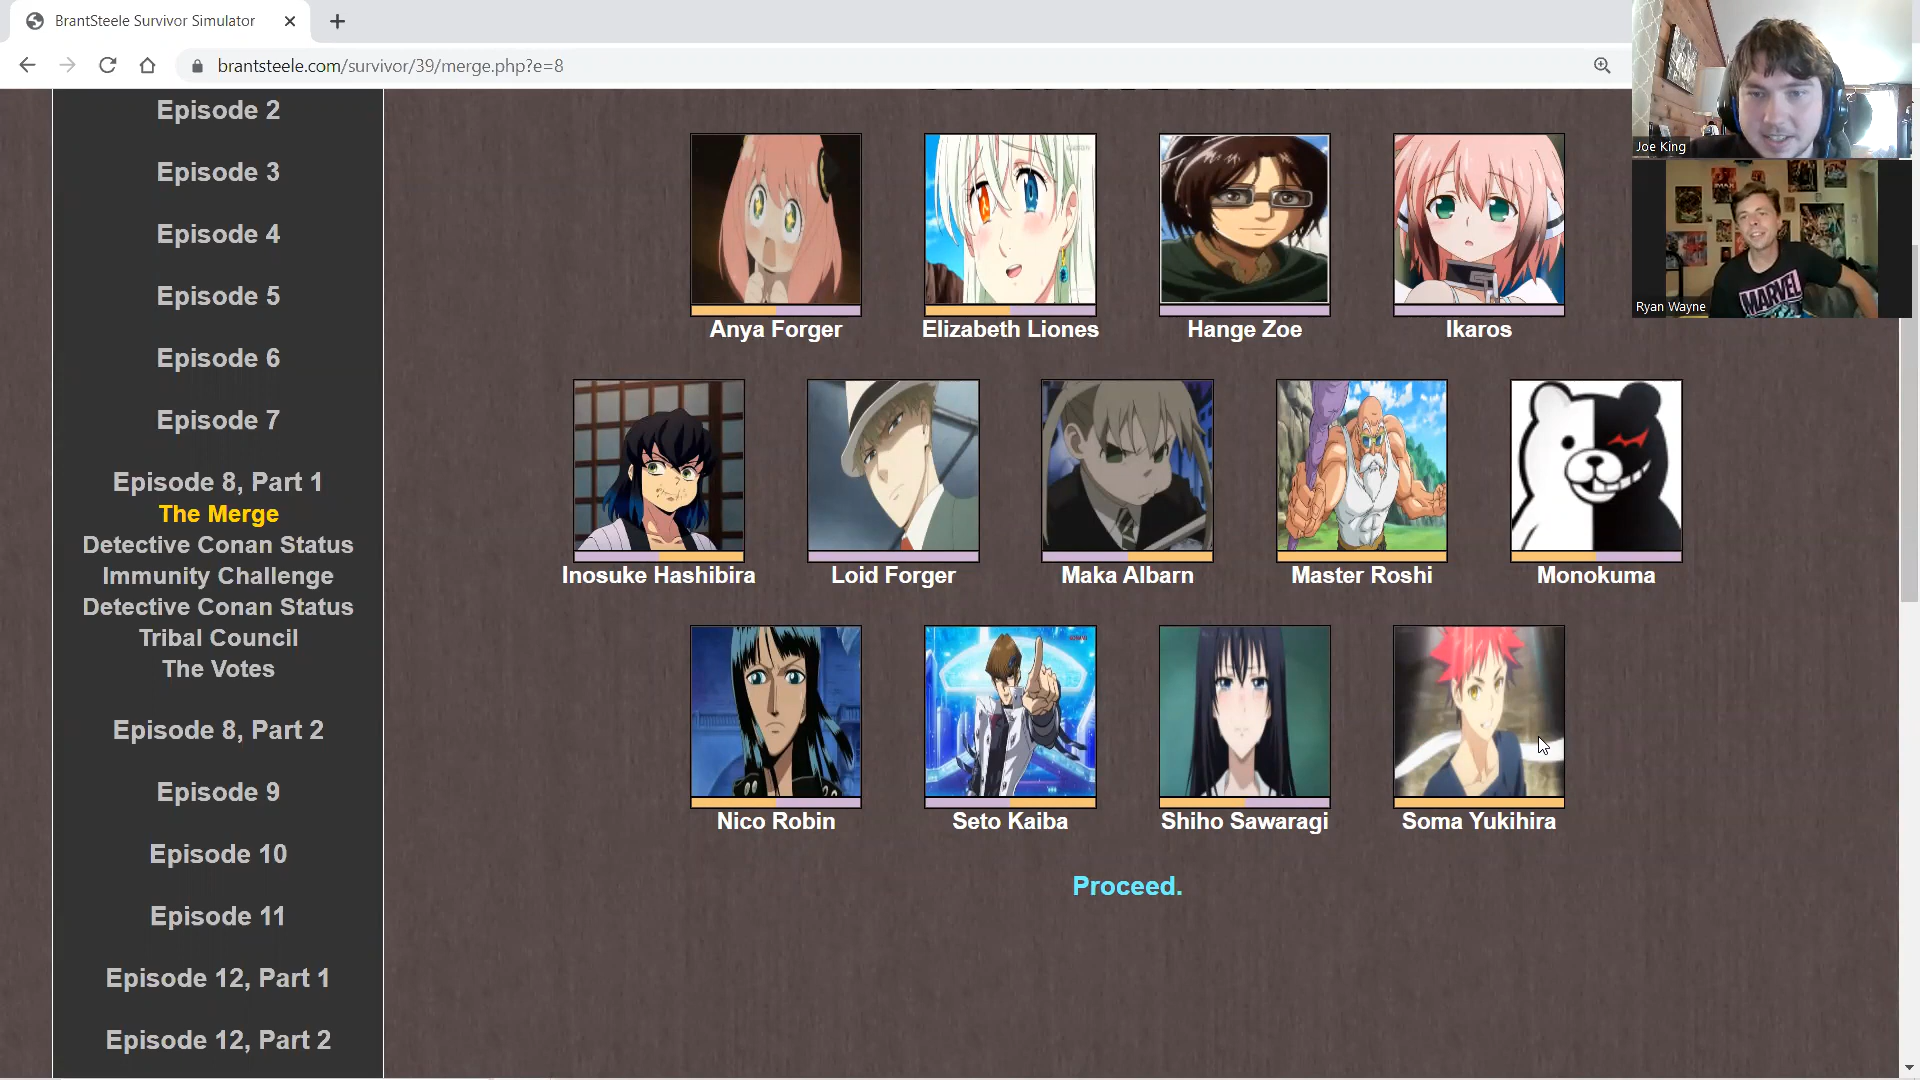 BrantSteele Survivor Simulator
brantsteele.com/survivor/39/merge.php?e=8
Episode 2
Episode 3
Episode 4
Episode 5
Episode 6
Episode 7
Episode 8, Part 1
The Merge
Detective Conan Status
Immunity Challenge
Detective Conan Status
Tribal Council
The Votes
Episode 8, Part 2
Episode 9
Episode 10
Episode 11
Episode 12, Part 1
Episode 12, Part 2
Anya Forger
Elizabeth Liones
Hange Zoe
Ikaros
Inosuke Hashibira
Loid Forger
Maka Albarn
Master Roshi
Monokuma
Nico Robin
Seto Kaiba
Shiho Sawaragi
Soma Yukihira
Proceed.
Joe King
Ryan Wayne
MARVEL